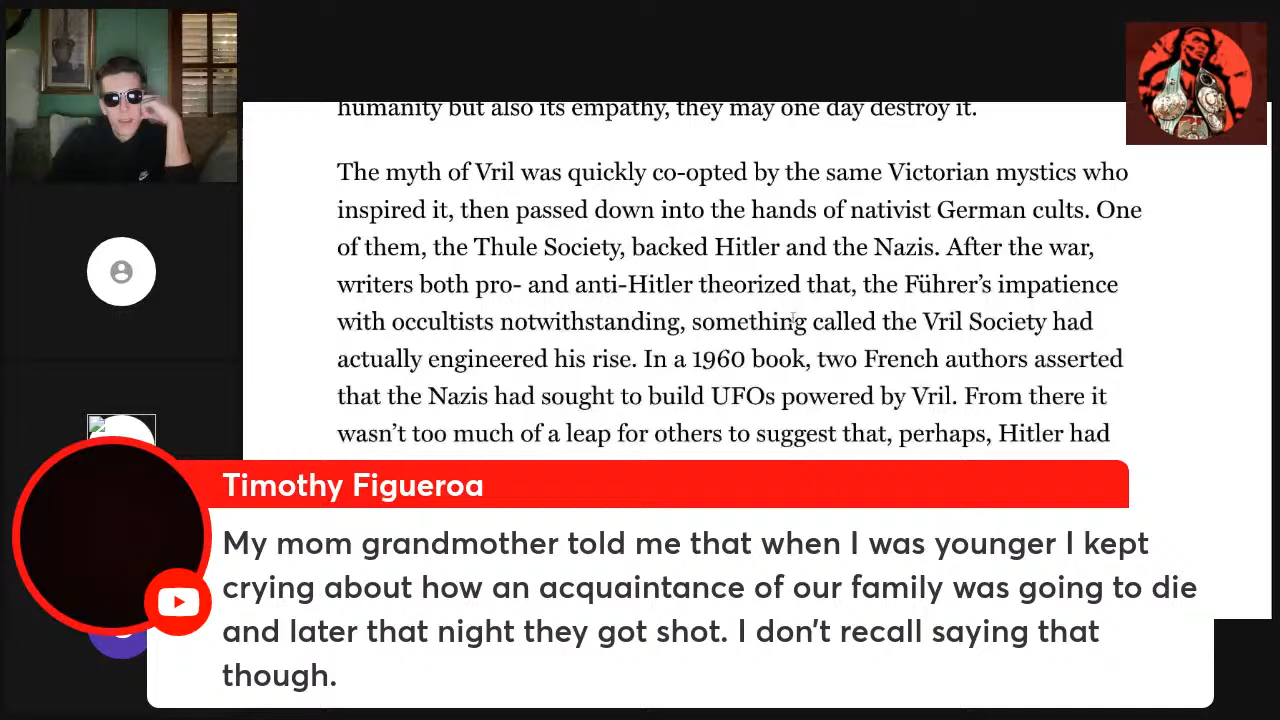 humanity but also its empathy, they may one day destroy it.
The myth of Vril was quickly co-opted by the same Victorian mystics who
inspired it, then passed down into the hands of nativist German cults. One
of them, the Thule Society, backed Hitler and the Nazis. After the war,
writers both pro- and anti-Hitler theorized that, the Führer’s impatience
with occultists notwithstanding, something called the Vril Society had
actually engineered his rise. In a 1960 book, two French authors asserted
that the Nazis had sought to build UFOs powered by Vril. From there it
wasn’t too much of a leap for others to suggest that, perhaps, Hitler had
Timothy Figueroa
My mom grandmother told me that when I was younger I kept
crying about how an acquaintance of our family was going to die
and later that night they got shot. I don’t recall saying that
though.